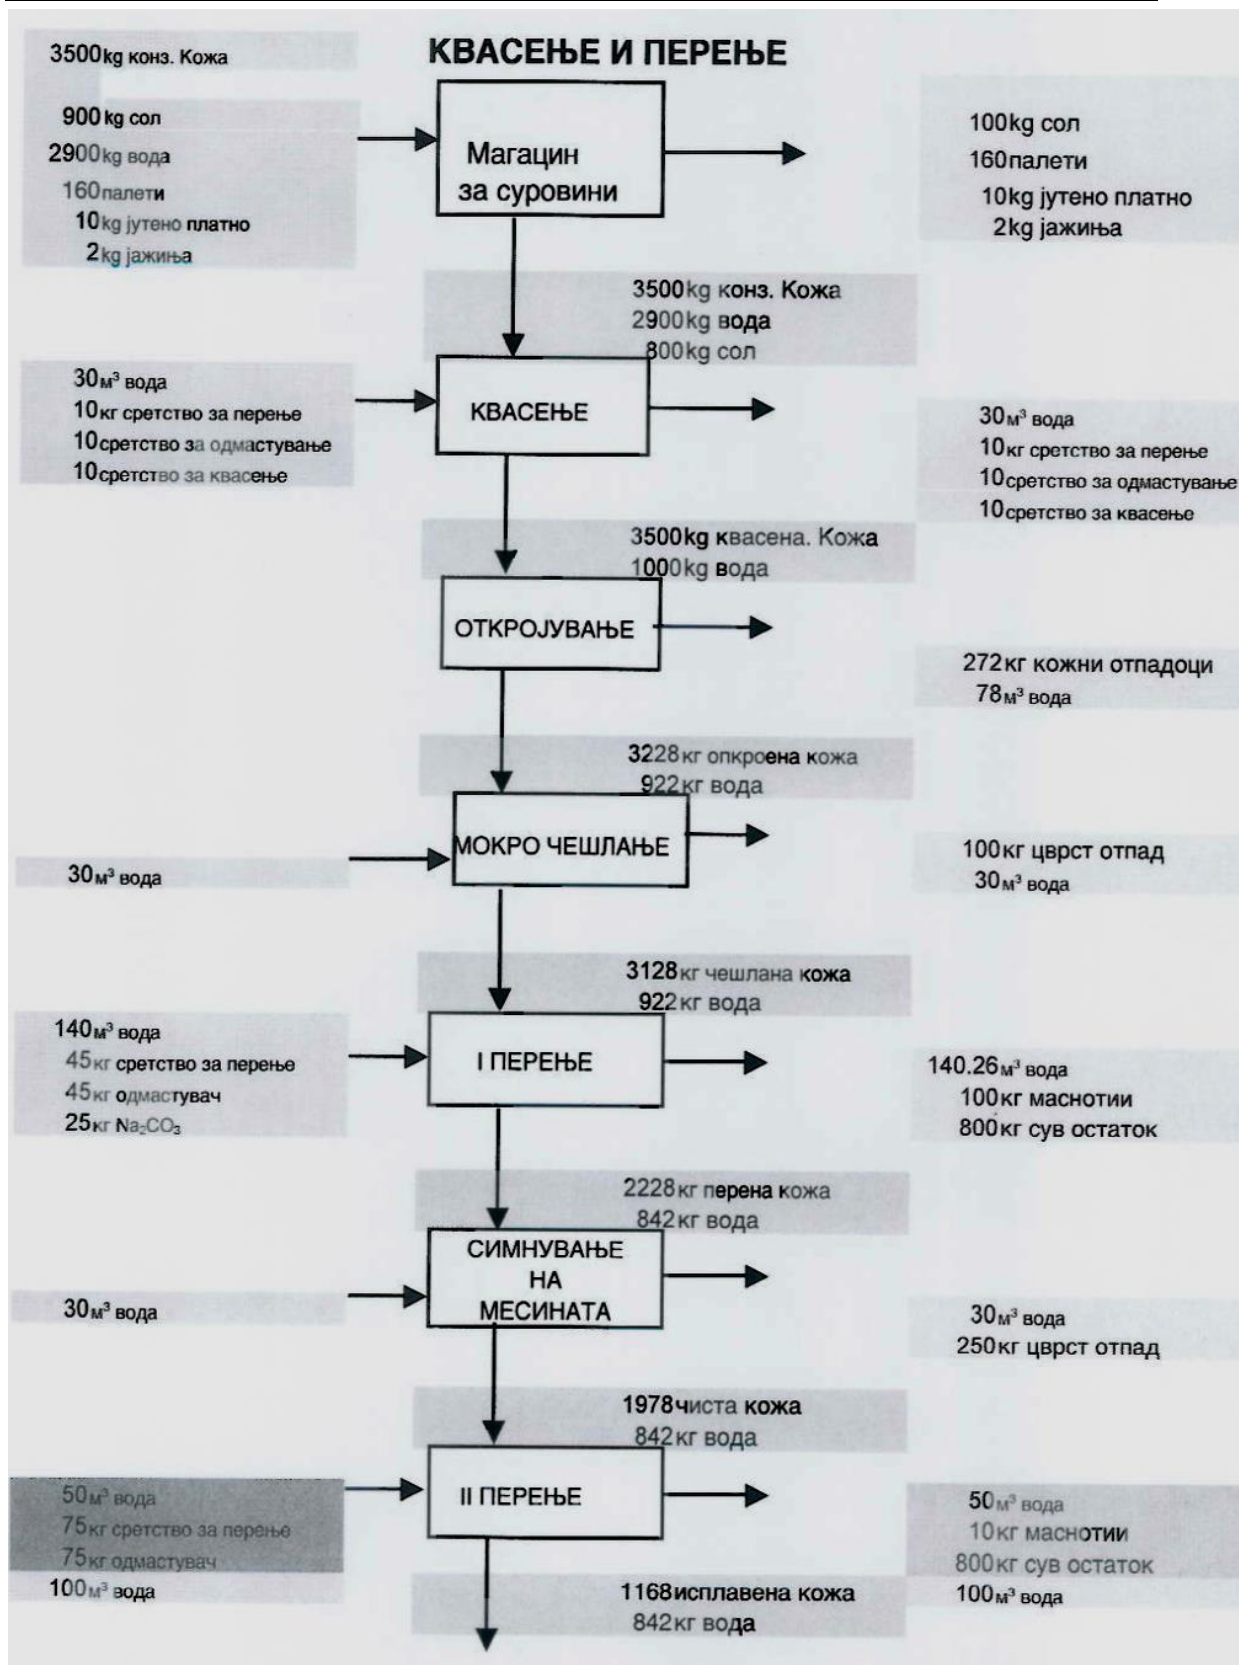 КВАСЕЊЕ И ПЕРЕЊЕ
3500kg конз. Кожа
900 kg сол
2900kg вода
160палети
10kg јутено платно
2kg јажиња
Магацин
за суровини
100kg сол
160палети
10kg јутено платно
2kg јажиња
3500kg конз. Кожа
2900kg вода
800kg сол
30м³ вода
10кг сретство за перење
10сретство за одмастување
10сретство за квасење
КВАСЕЊЕ
30м³ вода
10кг сретство за перење
10сретство за одмастување
10сретство за квасење
3500kg квасена. Кожа
1000kg вода
ОТКРОЈУВАЊЕ
272кг кожни отпадоци
78м³ вода
3228кг опкроена кожа
922кг вода
30м³ вода
МОКРО ЧЕШЛАЊЕ
100кг цврст отпад
30м³ вода
3128кг чешлана кожа
922кг вода
140м³ вода
45кг сретство за перење
45кг одмастувач
25кг Na₂CO₃
I ПЕРЕЊЕ
140.26м³ вода
100кг маснотии
800кг сув остаток
2228кг перена кожа
842кг вода
30м³ вода
СИМНУВАЊЕ
НА
МЕСИНАТА
30м³ вода
250кг цврст отпад
1978чиста кожа
842кг вода
50м³ вода
75кг сретство за перење
75кг одмастувач
100м³ вода
II ПЕРЕЊЕ
50м³ вода
10кг маснотии
800кг сув остаток
100м³ вода
1168исплавена кожа
842кг вода